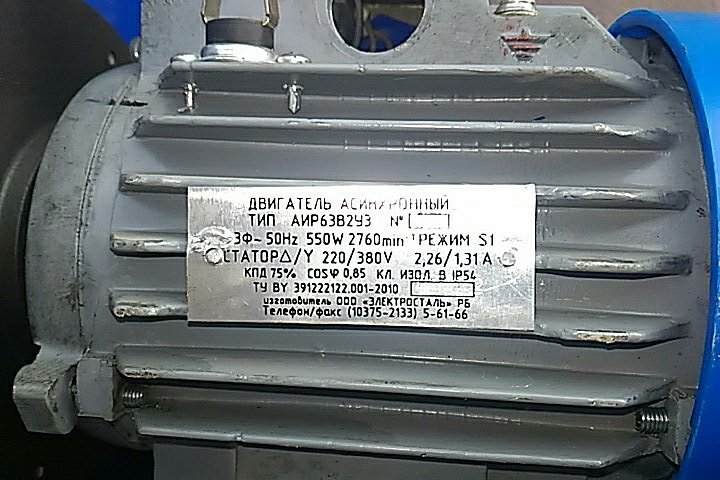 ДВИГАТЕЛЬ АСИНХРОННЫЙ
ТИП АИР63В2У3 №
3Ф~ 50Hz 550W 2760min⁻¹ РЕЖИМ S1
СТАТОР Δ/Y 220/380V 2,26/1,31 A
КПД 75% COSφ 0,85 КЛ. ИЗОЛ. В IP54
ТУ BY 391222122.001-2010
изготовитель ООО «ЭЛЕКТРОСТАЛЬ» РБ
Телефон/факс (10375-2133) 5-61-66